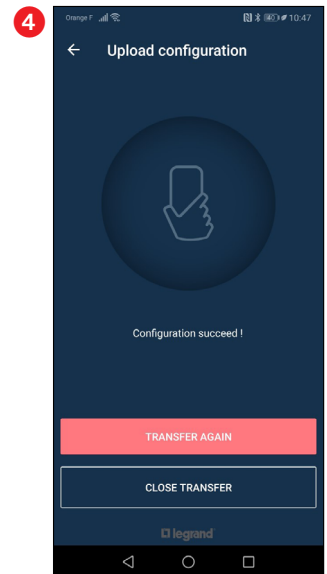 4
Orange F 10:47
Upload configuration
Configuration succeed !
TRANSFER AGAIN
CLOSE TRANSFER
legrand